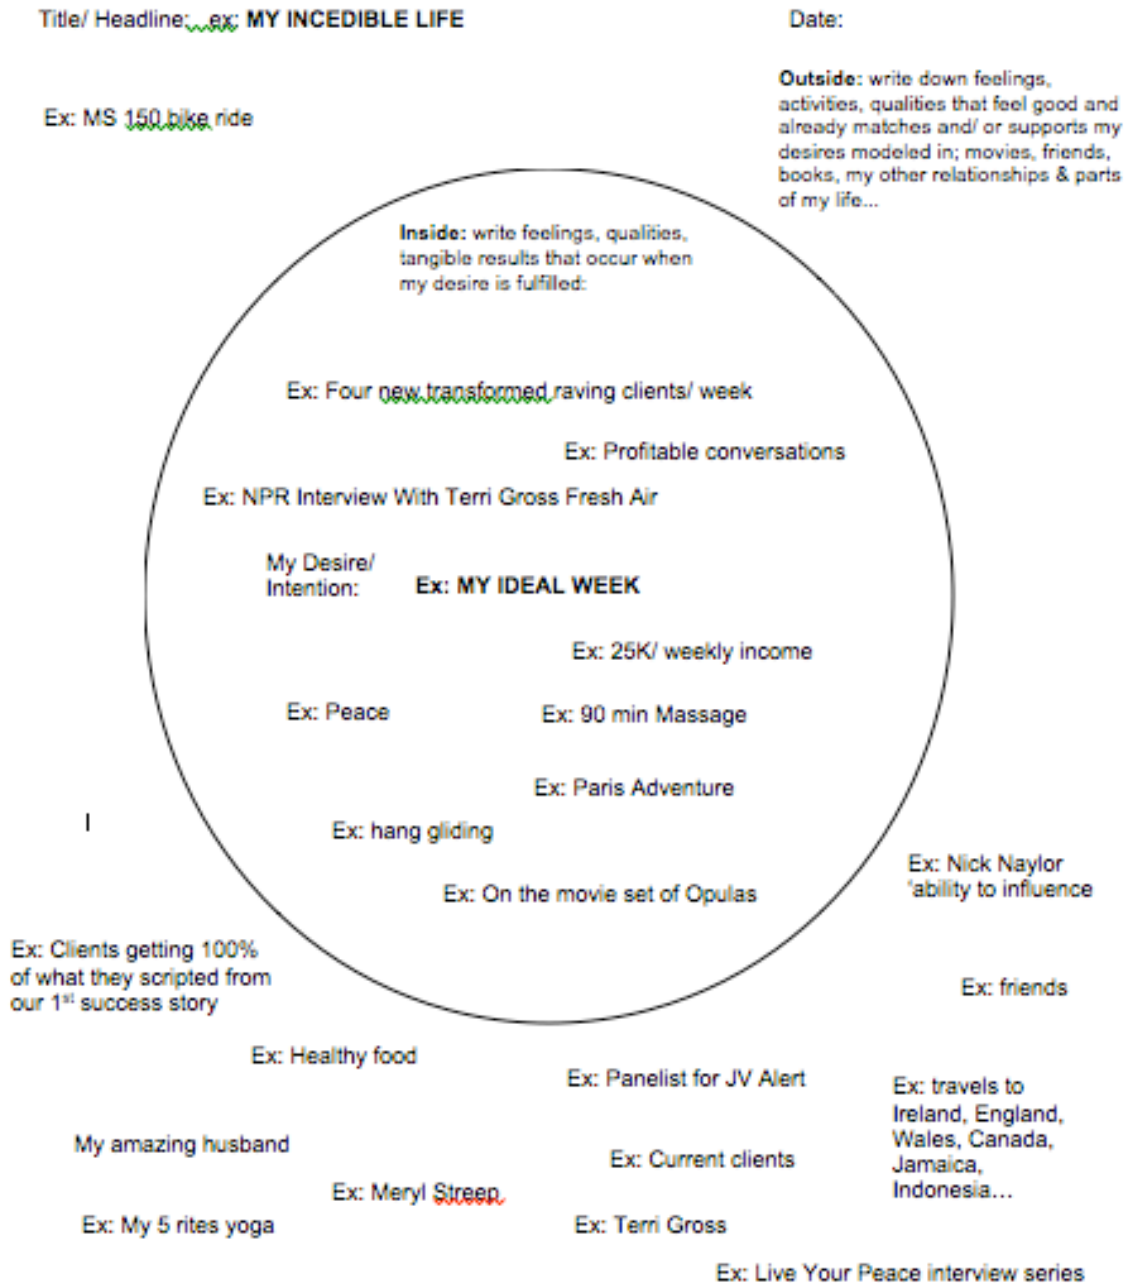 Title/ Headline: ex: MY INCEDIBLE LIFE
Date:
Outside: write down feelings,
activities, qualities that feel good and
already matches and/ or supports my
desires modeled in; movies, friends,
books, my other relationships & parts
of my life...
Ex: MS 150 bike ride
Inside: write feelings, qualities,
tangible results that occur when
my desire is fulfilled:
Ex: Four new transformed raving clients/ week
Ex: Profitable conversations
Ex: NPR Interview With Terri Gross Fresh Air
My Desire/
Intention:
Ex: MY IDEAL WEEK
Ex: 25K/ weekly income
Ex: Peace
Ex: 90 min Massage
Ex: Paris Adventure
Ex: hang gliding
Ex: On the movie set of Opulas
Ex: Nick Naylor
'ability to influence
Ex: Clients getting 100%
of what they scripted from
our 1st success story
Ex: friends
Ex: Healthy food
Ex: Panelist for JV Alert
Ex: travels to
Ireland, England,
Wales, Canada,
Jamaica,
Indonesia...
My amazing husband
Ex: Current clients
Ex: Meryl Streep
Ex: My 5 rites yoga
Ex: Terri Gross
Ex: Live Your Peace interview series